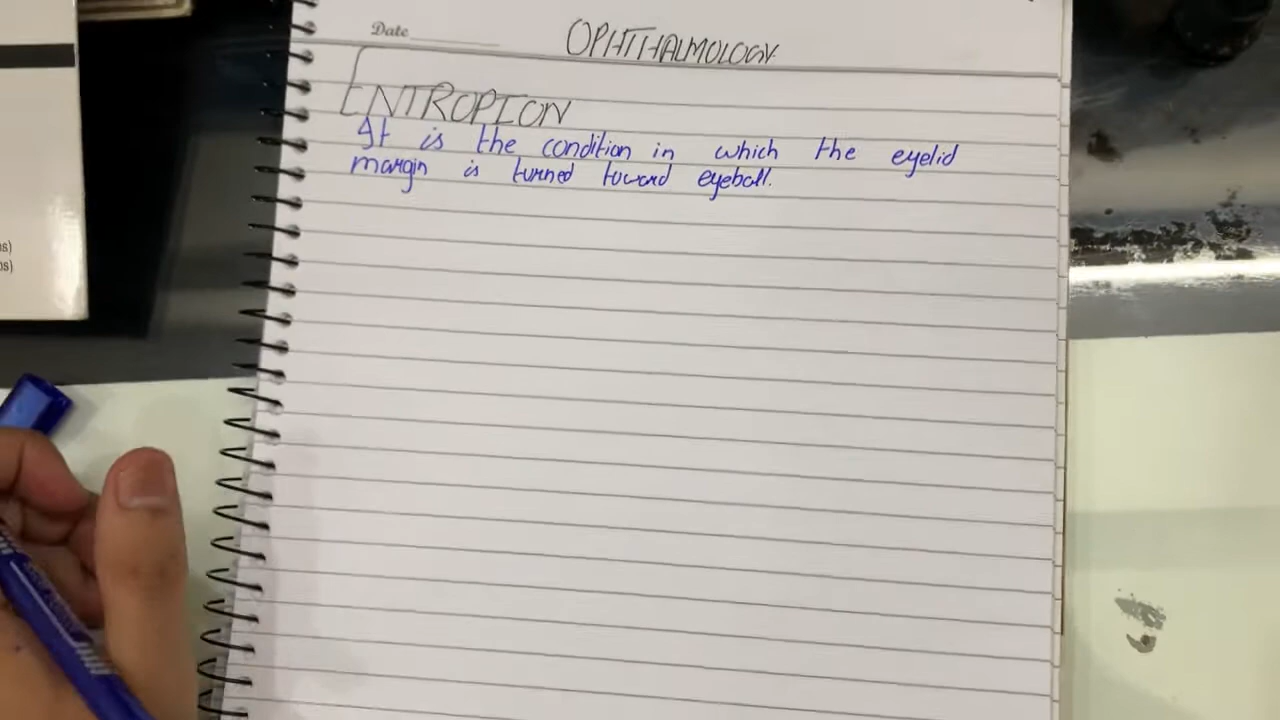 Date
OPHTHALMOLOGY
ENTROPION
It is the condition in which the eyelid
margin is turned toward eyeball.
s)
s)